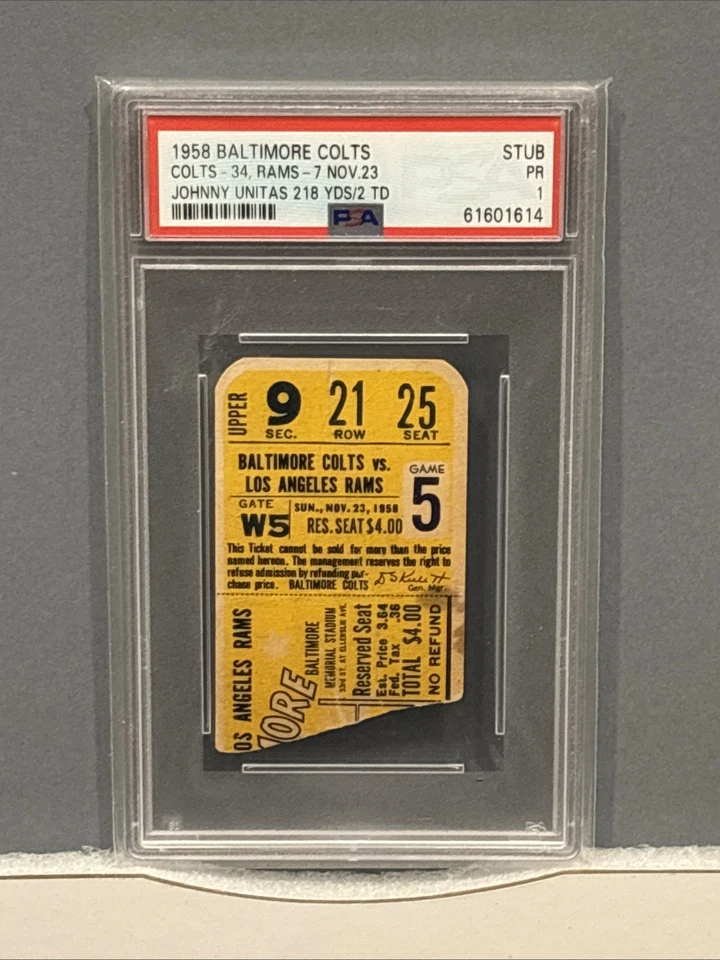 1958 BALTIMORE COLTS STUB
COLTS - 34, RAMS - 7 NOV.23 PR
JOHNNY UNITAS 218 YDS/2 TD 1
PSA 61601614
UPPER 9 21 25
SEC. ROW SEAT
BALTIMORE COLTS vs.
LOS ANGELES RAMS
GAME
5
GATE
W5
SUN., NOV. 23, 1958
RES. SEAT $4.00
This Ticket cannot be sold for more than the price
named hereon. The management reserves the right to
refuse admission by refunding pur-
chase price. BALTIMORE COLTS
Gen. Mgr.
OS ANGELES RAMS
ORE
BALTIMORE
MEMORIAL STADIUM
33RD ST. AT ELLERSLIE AVE.
Reserved Seat
Est. Price 3.64
Fed. Tax .36
TOTAL $4.00
NO REFUND